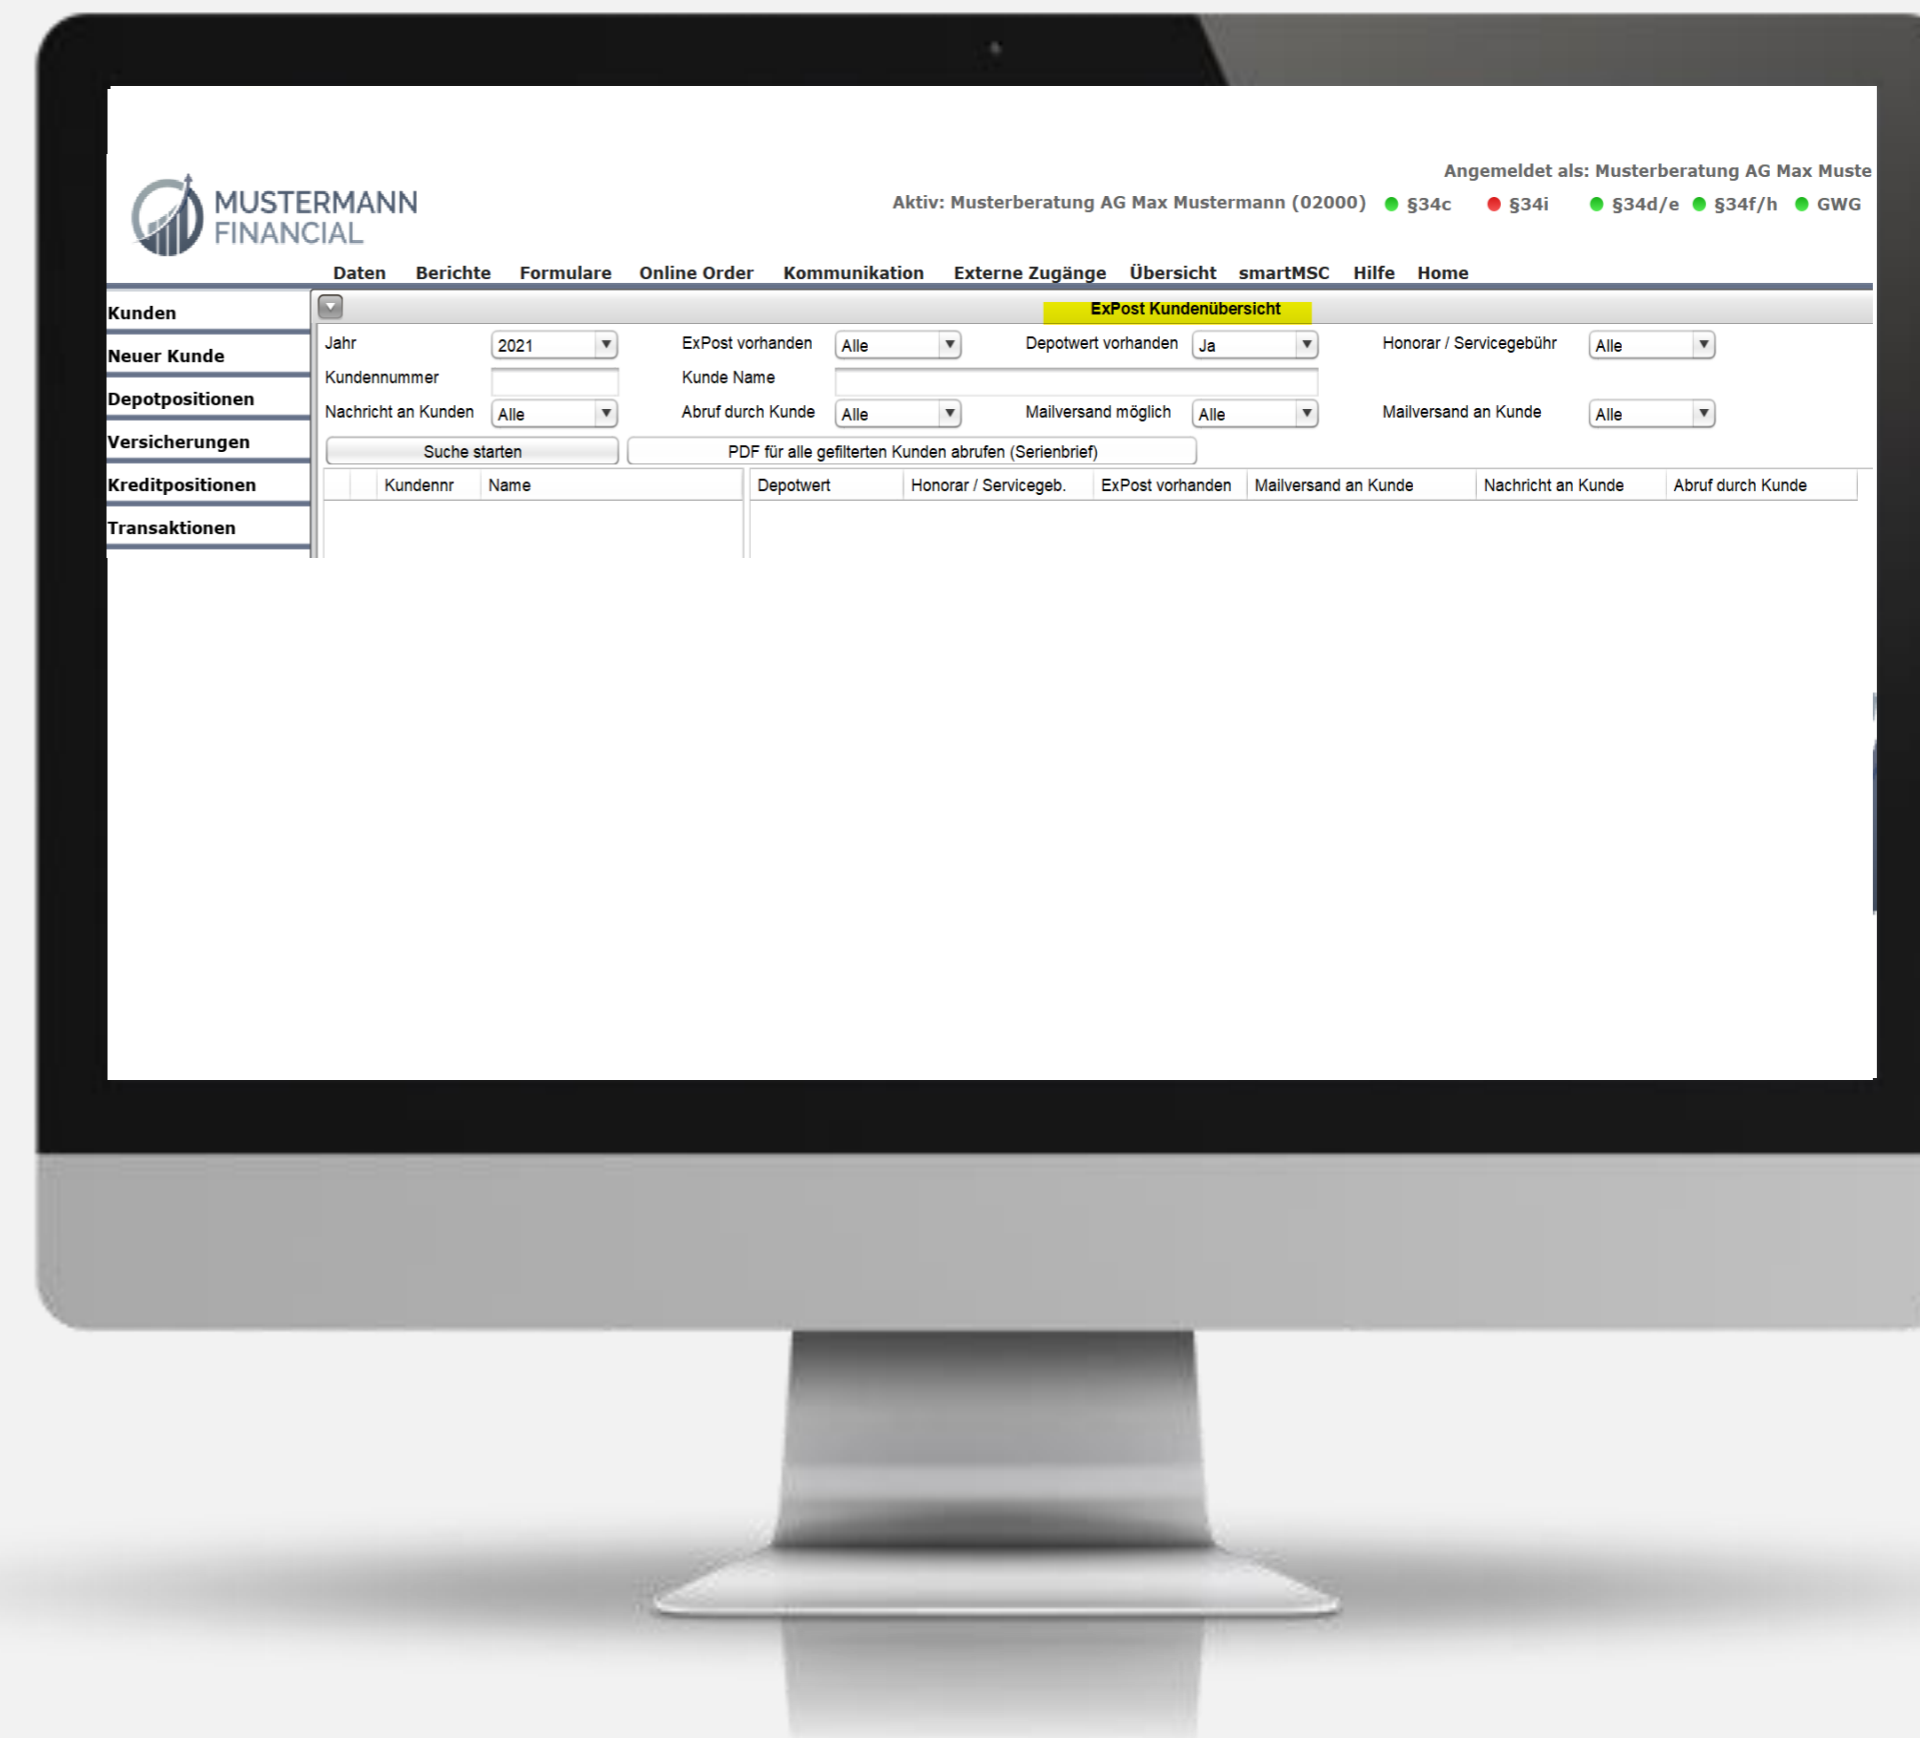 Angemeldet als: Musterberatung AG Max Muste
MUSTERMANN
FINANCIAL
Aktiv: Musterberatung AG Max Mustermann (02000) §34c §34i §34d/e §34f/h GWG
Daten Berichte Formulare Online Order Kommunikation Externe Zugänge Übersicht smartMSC Hilfe Home
Kunden
Neuer Kunde
Depotpositionen
Versicherungen
Kreditpositionen
Transaktionen
ExPost Kundenübersicht
Jahr 2021 ExPost vorhanden Alle Depotwert vorhanden Ja Honorar / Servicegebühr Alle
Kundennummer Kunde Name
Nachricht an Kunden Alle Abruf durch Kunde Alle Mailversand möglich Alle Mailversand an Kunde Alle
Suche starten PDF für alle gefilterten Kunden abrufen (Serienbrief)
Kundennr Name Depotwert Honorar / Servicegeb. ExPost vorhanden Mailversand an Kunde Nachricht an Kunde Abruf durch Kunde